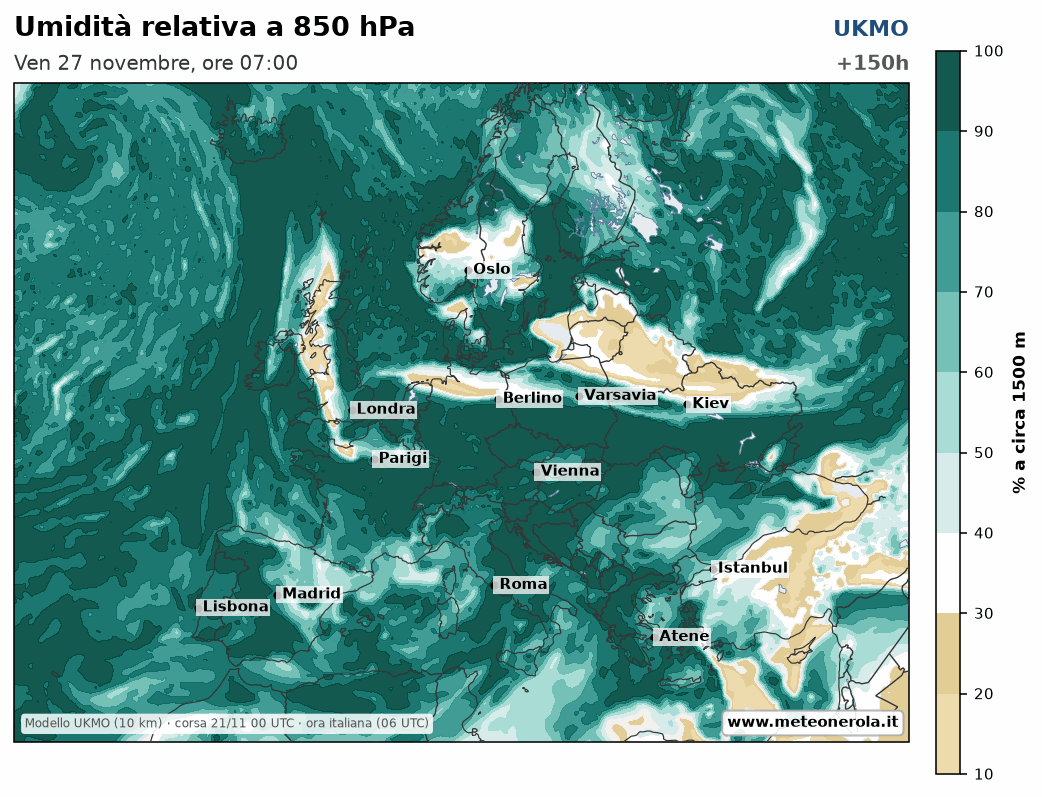 Umidità relativa a 850 hPa
UKMO
Ven 27 novembre, ore 07:00
+150h
100
90
80
70
60
50
40
30
20
10
% a circa 1500 m
Oslo
Londra
Berlino
Varsavia
Kiev
Parigi
Vienna
Istanbul
Roma
Madrid
Lisbona
Atene
Modello UKMO (10 km) · corsa 21/11 00 UTC · ora italiana (06 UTC)
www.meteonerola.it